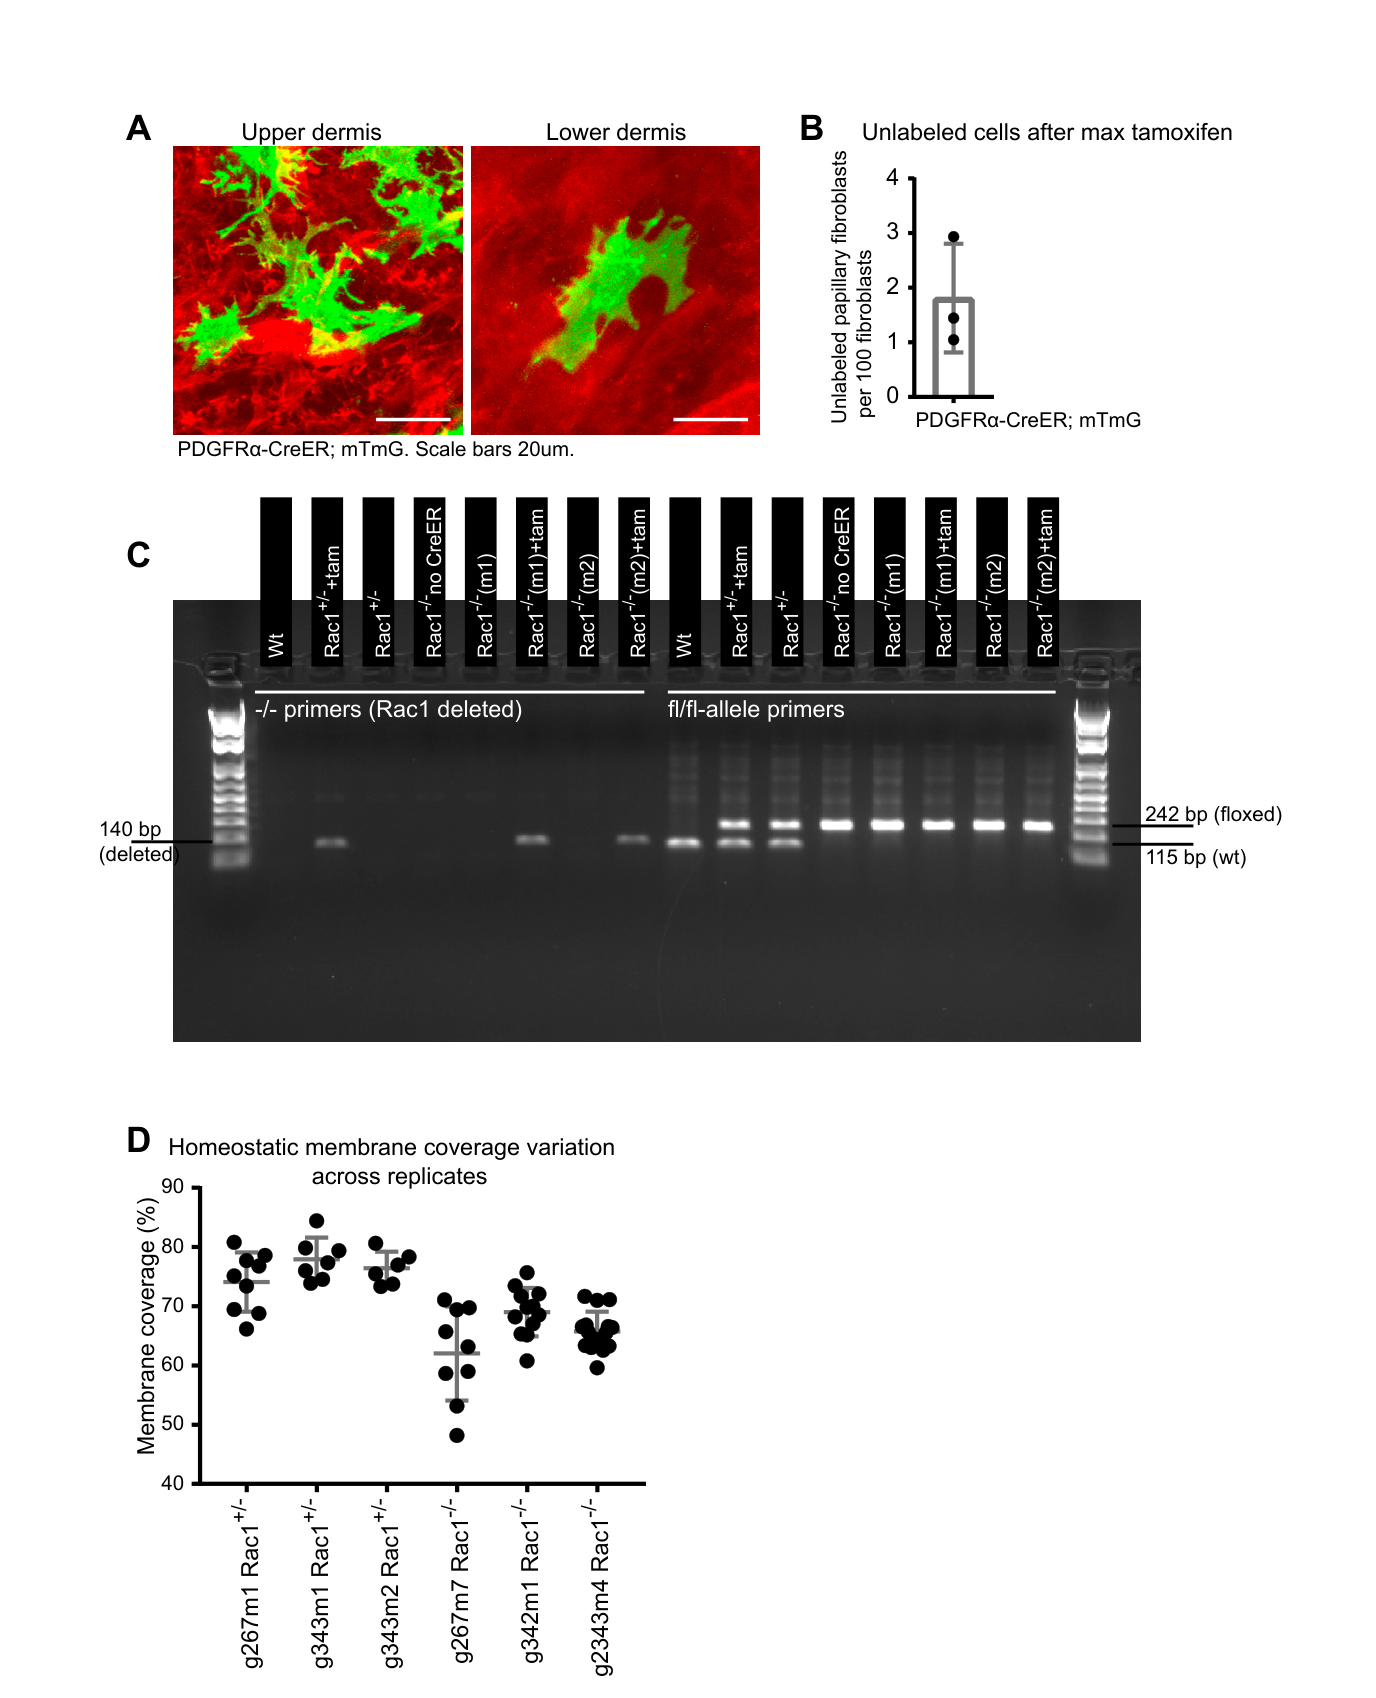 A
Upper dermis
Lower dermis
PDGFRα-CreER; mTmG. Scale bars 20um.
B
Unlabeled cells after max tamoxifen
Unlabeled papillary fibroblasts
per 100 fibroblasts
4
3
2
1
0
PDGFRα-CreER; mTmG
C
Wt
Rac1+/-+tam
Rac1+/-
Rac1-/-no CreER
Rac1-/-(m1)
Rac1-/-(m1)+tam
Rac1-/-(m2)
Rac1-/-(m2)+tam
Wt
Rac1+/-+tam
Rac1+/-
Rac1-/-no CreER
Rac1-/-(m1)
Rac1-/-(m1)+tam
Rac1-/-(m2)
Rac1-/-(m2)+tam
-/- primers (Rac1 deleted)
fl/fl-allele primers
140 bp
(deleted)
242 bp (floxed)
115 bp (wt)
D
Homeostatic membrane coverage variation
across replicates
Membrane coverage (%)
90
80
70
60
50
40
g267m1 Rac1+/-
g343m1 Rac1+/-
g343m2 Rac1+/-
g267m7 Rac1-/-
g342m1 Rac1-/-
g2343m4 Rac1-/-